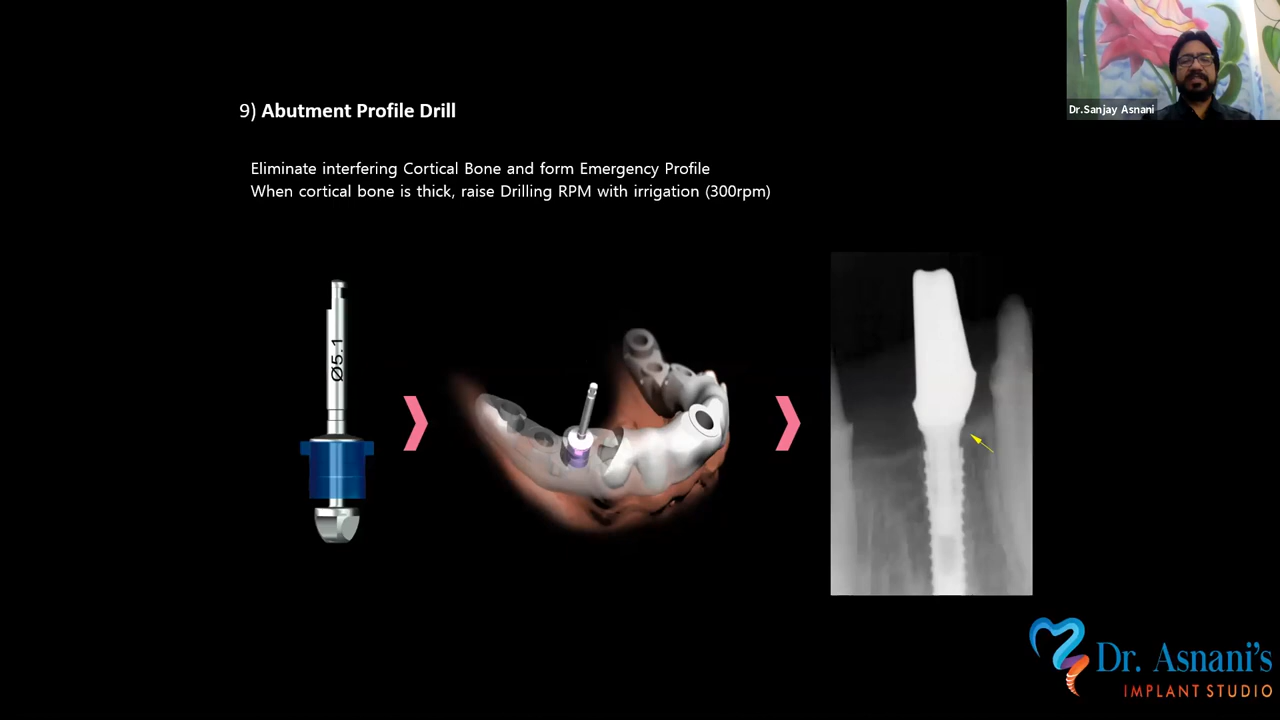 9) Abutment Profile Drill
Eliminate interfering Cortical Bone and form Emergency Profile
When cortical bone is thick, raise Drilling RPM with irrigation (300rpm)
Ø5.1
Dr.Sanjay Asnani
Dr. Asnani's
IMPLANT STUDIO